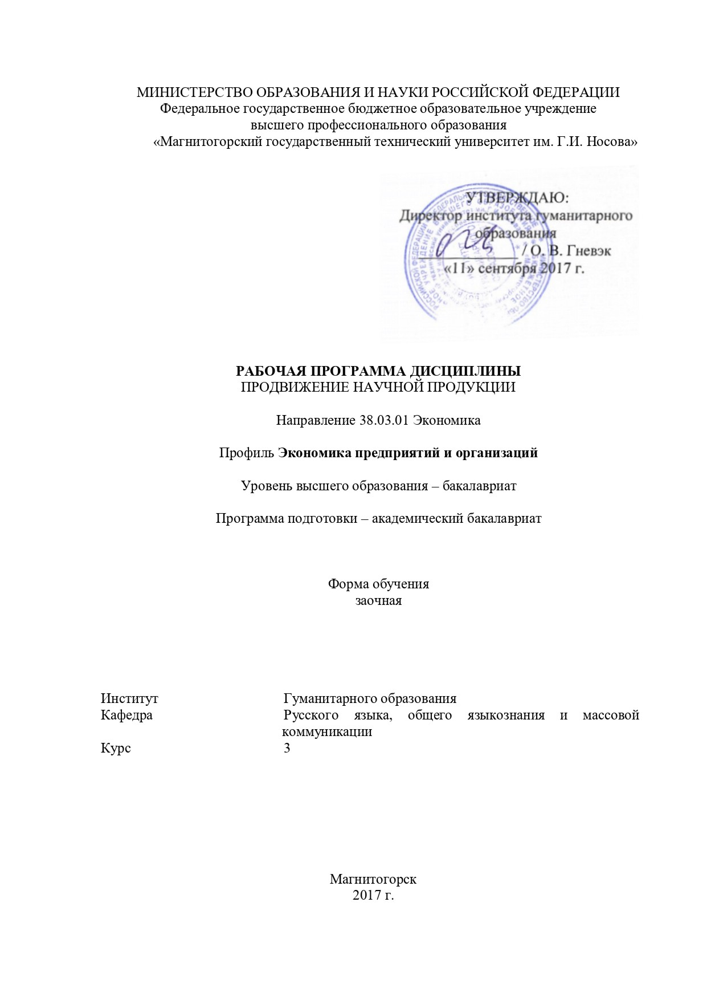 МИНИСТЕРСТВО ОБРАЗОВАНИЯ И НАУКИ РОССИЙСКОЙ ФЕДЕРАЦИИ
Федеральное государственное бюджетное образовательное учреждение
высшего профессионального образования
«Магнитогорский государственный технический университет им. Г.И. Носова»
УТВЕРЖДАЮ:
Директор института гуманитарного
образования
/ О. В. Гневэк
«11» сентября 2017 г.
РАБОЧАЯ ПРОГРАММА ДИСЦИПЛИНЫ
ПРОДВИЖЕНИЕ НАУЧНОЙ ПРОДУКЦИИ
Направление 38.03.01 Экономика
Профиль Экономика предприятий и организаций
Уровень высшего образования – бакалавриат
Программа подготовки – академический бакалавриат
Форма обучения
заочная
Институт Гуманитарного образования
Кафедра Русского языка, общего языкознания и массовой
коммуникации
Курс 3
Магнитогорск
2017 г.